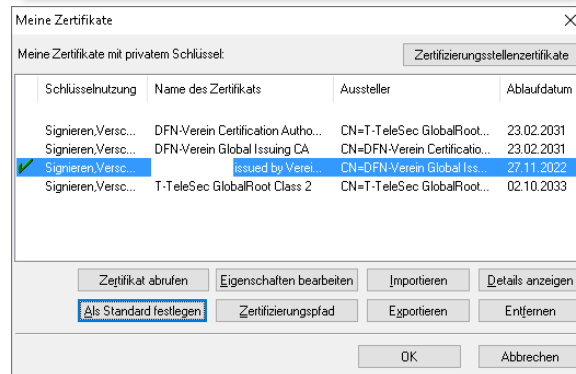 Meine Zertifikate
Meine Zertifikate mit privatem Schlüssel: Zertifizierungsstellenzertifikate
Schlüsselnutzung Name des Zertifikats Aussteller Ablaufdatum
Signieren,Versc... DFN-Verein Certification Autho... CN=T-TeleSec GlobalRoot... 23.02.2031
Signieren,Versc... DFN-Verein Global Issuing CA CN=DFN-Verein Certificatio... 23.02.2031
Signieren,Versc... issued by Verei... CN=DFN-Verein Global Iss... 27.11.2022
Signieren,Versc... T-TeleSec GlobalRoot Class 2 CN=T-TeleSec GlobalRoot... 02.10.2033
Zertifikat abrufen Eigenschaften bearbeiten Importieren Details anzeigen
Als Standard festlegen Zertifizierungspfad Exportieren Entfernen
OK Abbrechen